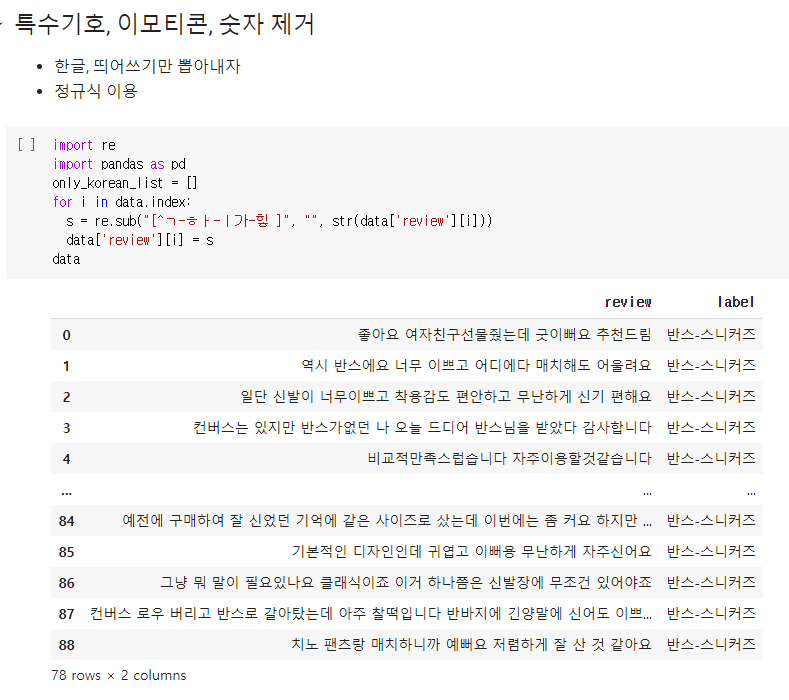 특수기호, 이모티콘, 숫자 제거
• 한글, 띄어쓰기만 뽑아내자
• 정규식 이용
[ ] import re
import pandas as pd
only_korean_list = []
for i in data.index:
s = re.sub("[^ㄱ-ㅎㅏ-ㅣ가-힣 ]", "", str(data['review'][i]))
data['review'][i] = s
data
review label
0 좋아요 여자친구선물줬는데 굿이뻐요 추천드림 반스-스니커즈
1 역시 반스에요 너무 이쁘고 어디에다 매치해도 어울려요 반스-스니커즈
2 일단 신발이 너무이쁘고 착용감도 편안하고 무난하게 신기 편해요 반스-스니커즈
3 컨버스는 있지만 반스가없던 나 오늘 드디어 반스님을 받았다 감사합니다 반스-스니커즈
4 비교적만족스럽습니다 자주이용할것같습니다 반스-스니커즈
... ... ...
84 예전에 구매하여 잘 신었던 기억에 같은 사이즈로 샀는데 이번에는 좀 커요 하지만 ... 반스-스니커즈
85 기본적인 디자인인데 귀엽고 이뻐용 무난하게 자주신어요 반스-스니커즈
86 그냥 뭐 말이 필요있나요 클래식이죠 이거 하나쯤은 신발장에 무조건 있어야죠 반스-스니커즈
87 컨버스 로우 버리고 반스로 갈아탔는데 아주 찰떡입니다 반바지에 긴양말에 신어도 이쁘... 반스-스니커즈
88 치노 팬츠랑 매치하니까 예뻐요 저렴하게 잘 산 것 같아요 반스-스니커즈
78 rows × 2 columns